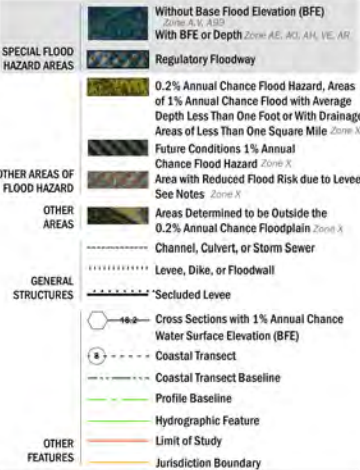 Without Base Flood Elevation (BFE)
Zone A,V, A99
With BFE or Depth Zone AE, AO, AH, VE, AR
SPECIAL FLOOD
HAZARD AREAS
Regulatory Floodway
0.2% Annual Chance Flood Hazard, Areas
of 1% Annual Chance Flood with Average
Depth Less Than One Foot or With Drainage
Areas of Less Than One Square Mile Zone X
Future Conditions 1% Annual
Chance Flood Hazard Zone X
OTHER AREAS OF
FLOOD HAZARD
Area with Reduced Flood Risk due to Levee
See Notes Zone X
OTHER
AREAS
Areas Determined to be Outside the
0.2% Annual Chance Floodplain Zone X
Channel, Culvert, or Storm Sewer
GENERAL
STRUCTURES
Levee, Dike, or Floodwall
Secluded Levee
18.2 Cross Sections with 1% Annual Chance
Water Surface Elevation (BFE)
8 Coastal Transect
Coastal Transect Baseline
Profile Baseline
Hydrographic Feature
OTHER
FEATURES
Limit of Study
Jurisdiction Boundary